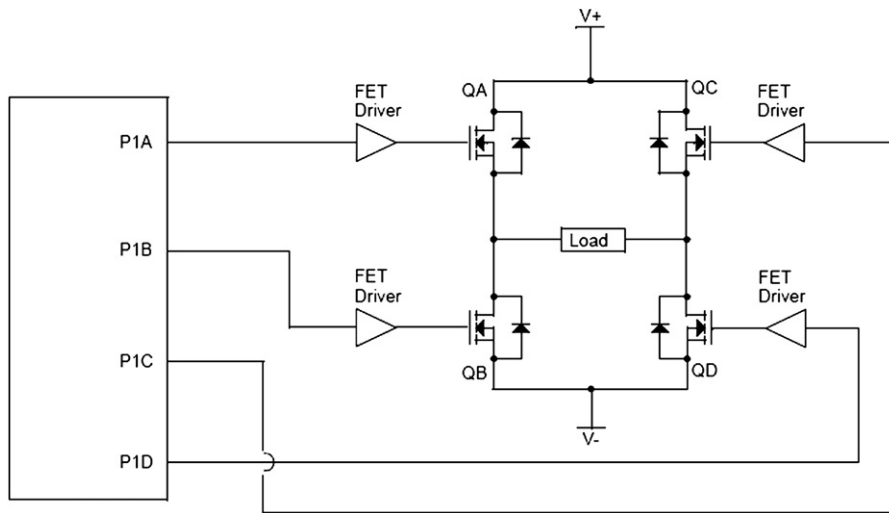 V+
QA
QC
FET
Driver
FET
Driver
P1A
Load
P1B
FET
Driver
FET
Driver
P1C
QB
QD
V-
P1D